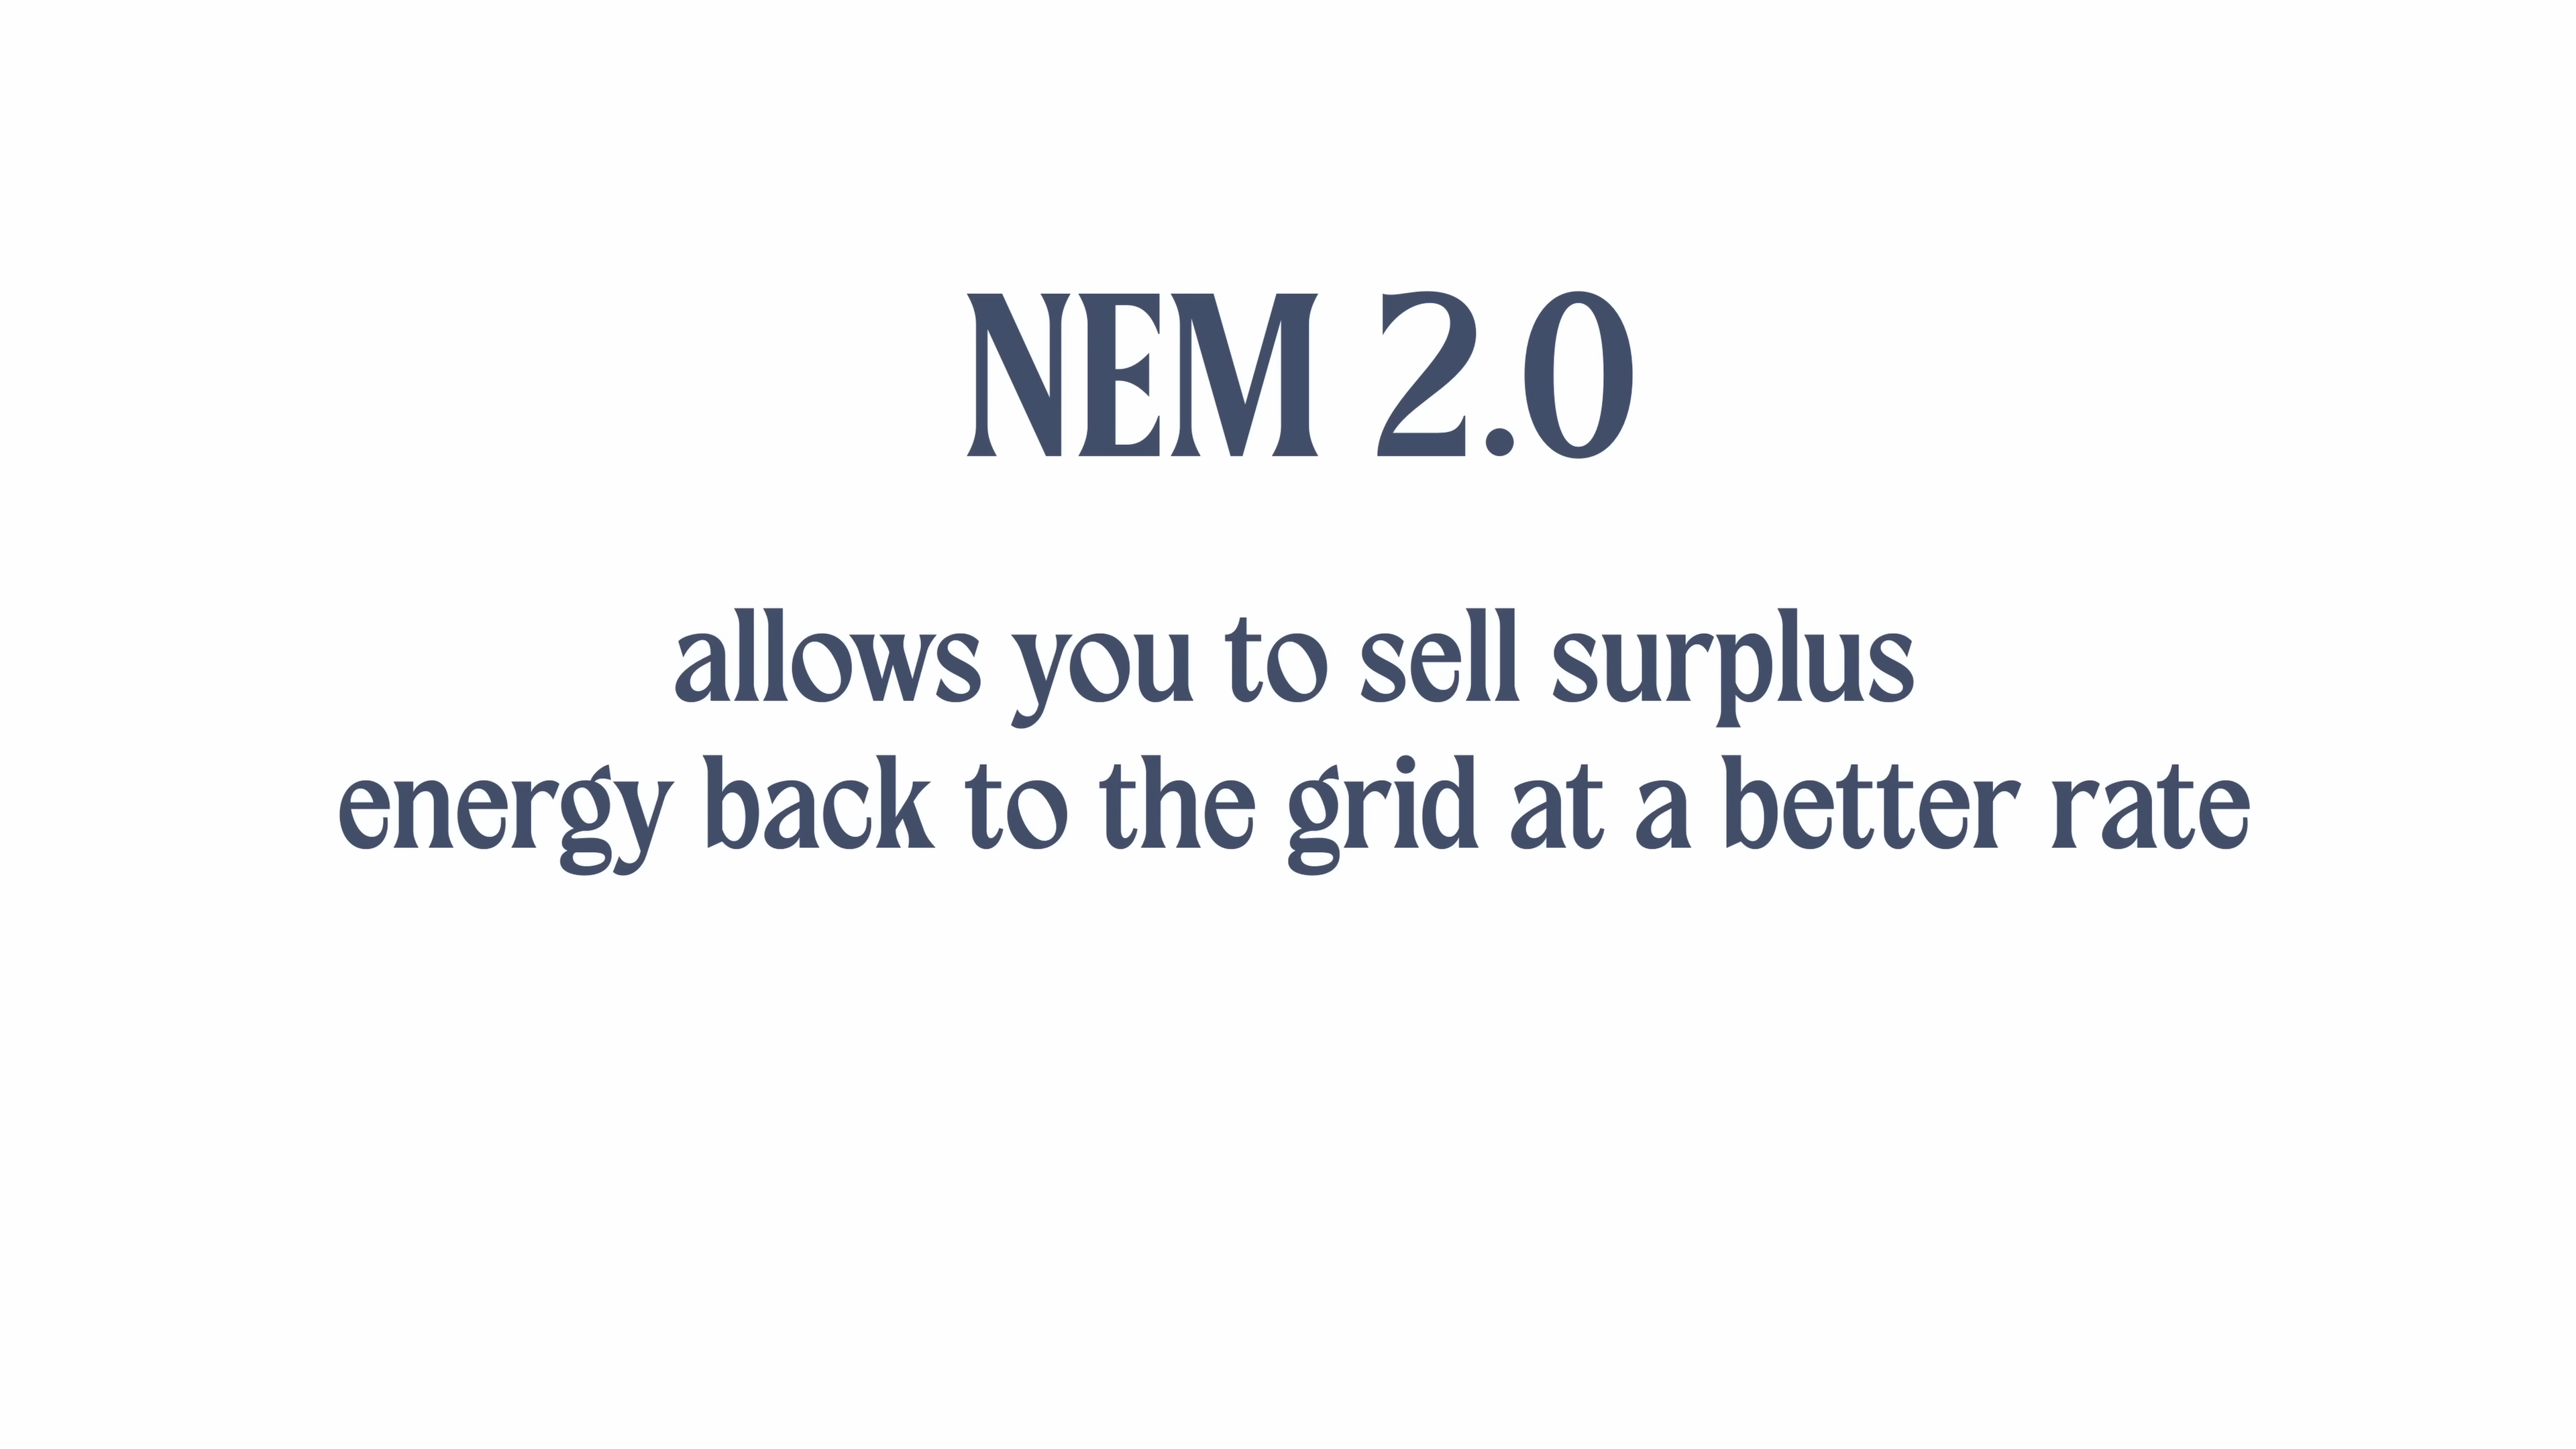 NEM 2.0
allows you to sell surplus
energy back to the grid at a better rate